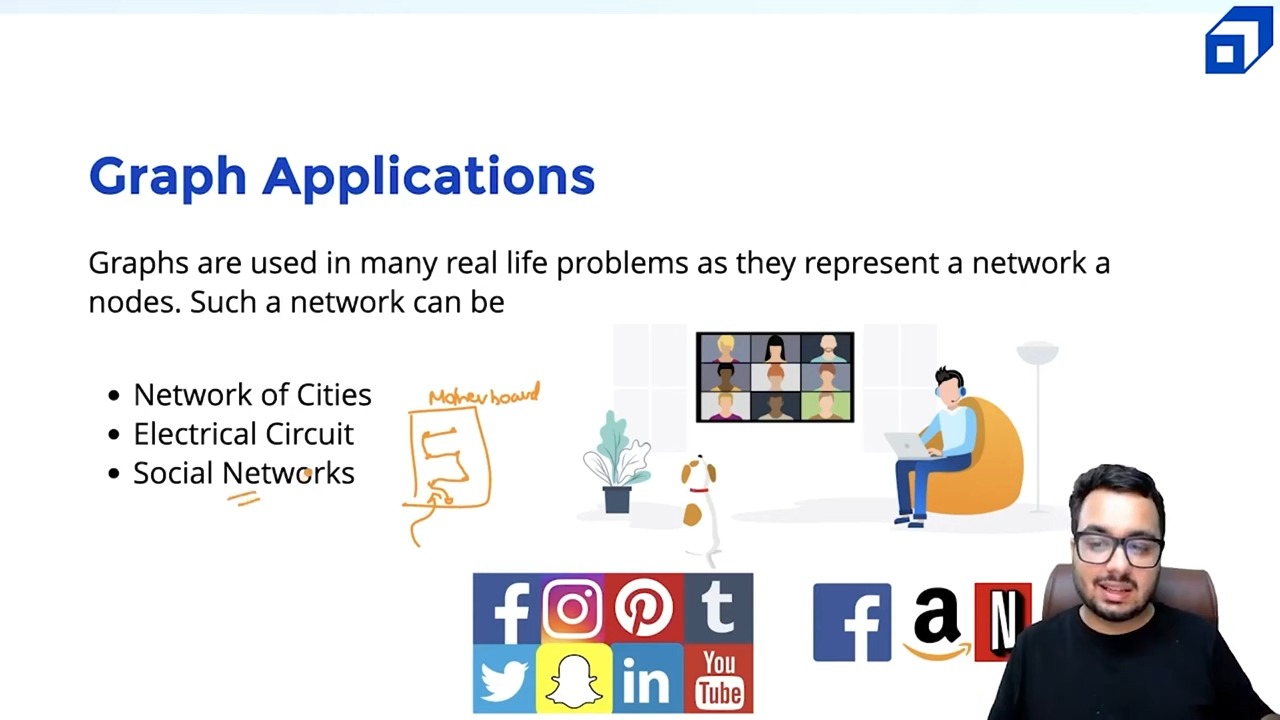 Graph Applications
Graphs are used in many real life problems as they represent a network a
nodes. Such a network can be
• Network of Cities
• Electrical Circuit
• Social Networks
Motherboard
f
P
t
in
You
Tube
f
a
N